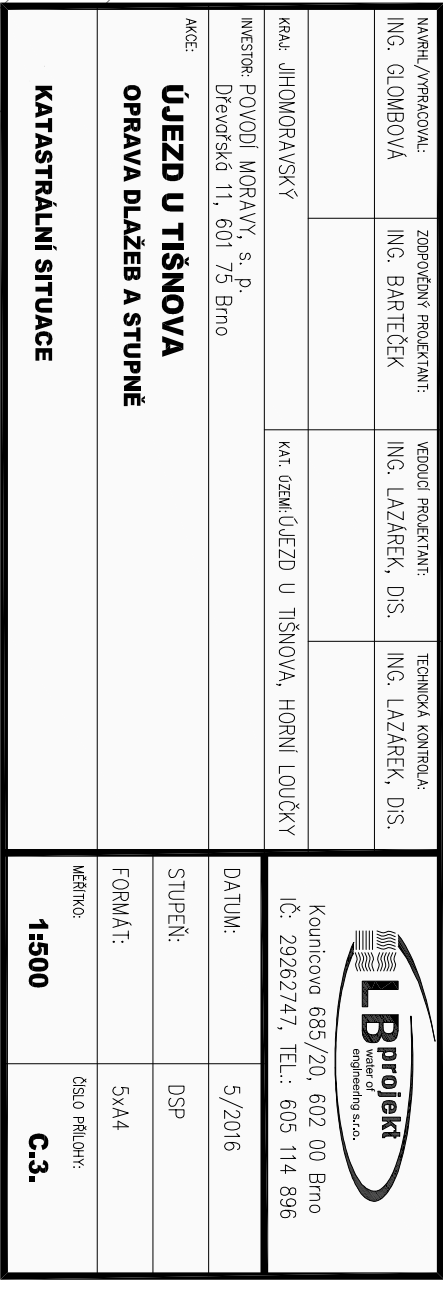 NAVRHL/VYPRACOVAL:
ING. GLOMBOVÁ
ZODPOVĚDNÝ PROJEKTANT:
ING. BARTEČEK
VEDOUCÍ PROJEKTANT:
ING. LAZÁREK, DiS.
TECHNICKÁ KONTROLA:
ING. LAZÁREK, DiS.
KRAJ: JIHOMORAVSKÝ
KAT. ÚZEMÍ: ÚJEZD U TIŠNOVA, HORNÍ LOUČKY
INVESTOR: POVODÍ MORAVY, s. p.
Dřevařská 11, 601 75 Brno
AKCE:
ÚJEZD U TIŠNOVA
OPRAVA DLAŽEB A STUPNĚ
KATASTRÁLNÍ SITUACE
LB projekt
water of
engineering s.r.o.
Kounicova 685/20, 602 00 Brno
IČ: 29262747, TEL.: 605 114 896
DATUM:
5/2016
STUPEŇ:
DSP
FORMÁT:
5xA4
MĚŘÍTKO:
1:500
ČÍSLO PŘÍLOHY:
C.3.